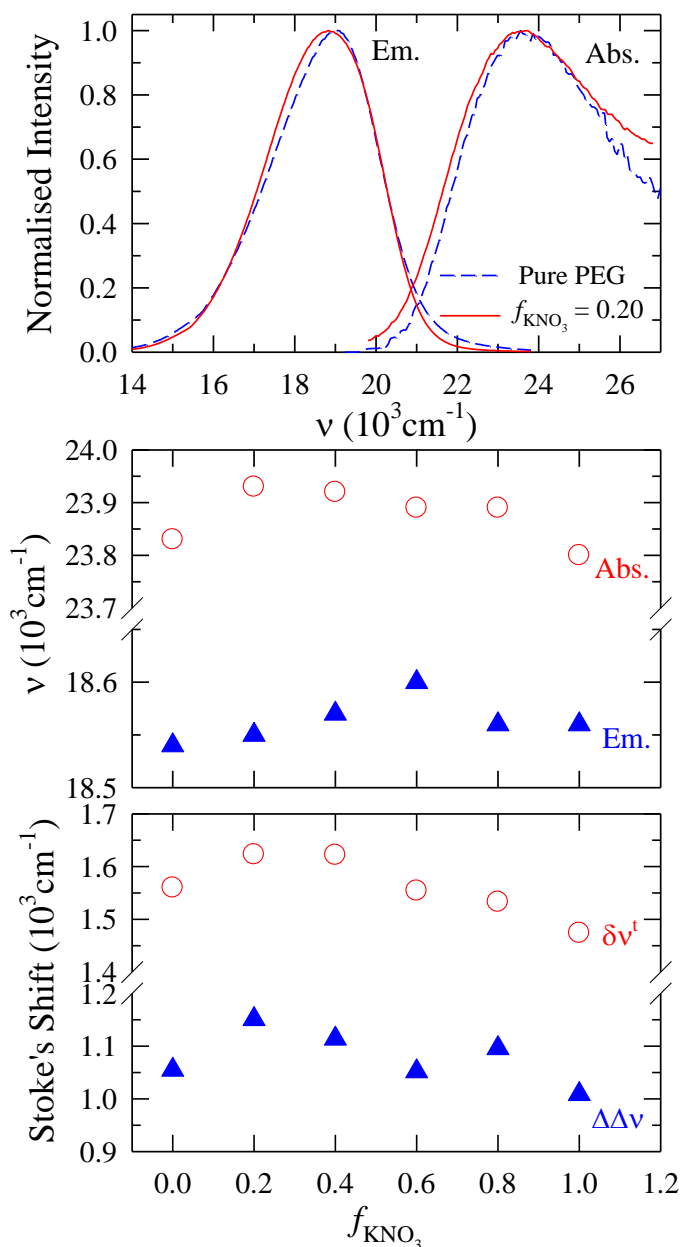 Normalised Intensity
1.0
0.8
0.6
0.4
0.2
0.0
Em.
Abs.
Pure PEG
fKNO₃ = 0.20
14 16 18 20 22 24 26
ν (10³cm⁻¹)
ν (10³cm⁻¹)
24.0
23.9
23.8
23.7
18.6
18.5
Abs.
Em.
Stoke's Shift (10³cm⁻¹)
1.7
1.6
1.5
1.4
1.2
1.1
1.0
0.9
δνᵗ
ΔΔν
0.0 0.2 0.4 0.6 0.8 1.0 1.2
fKNO₃